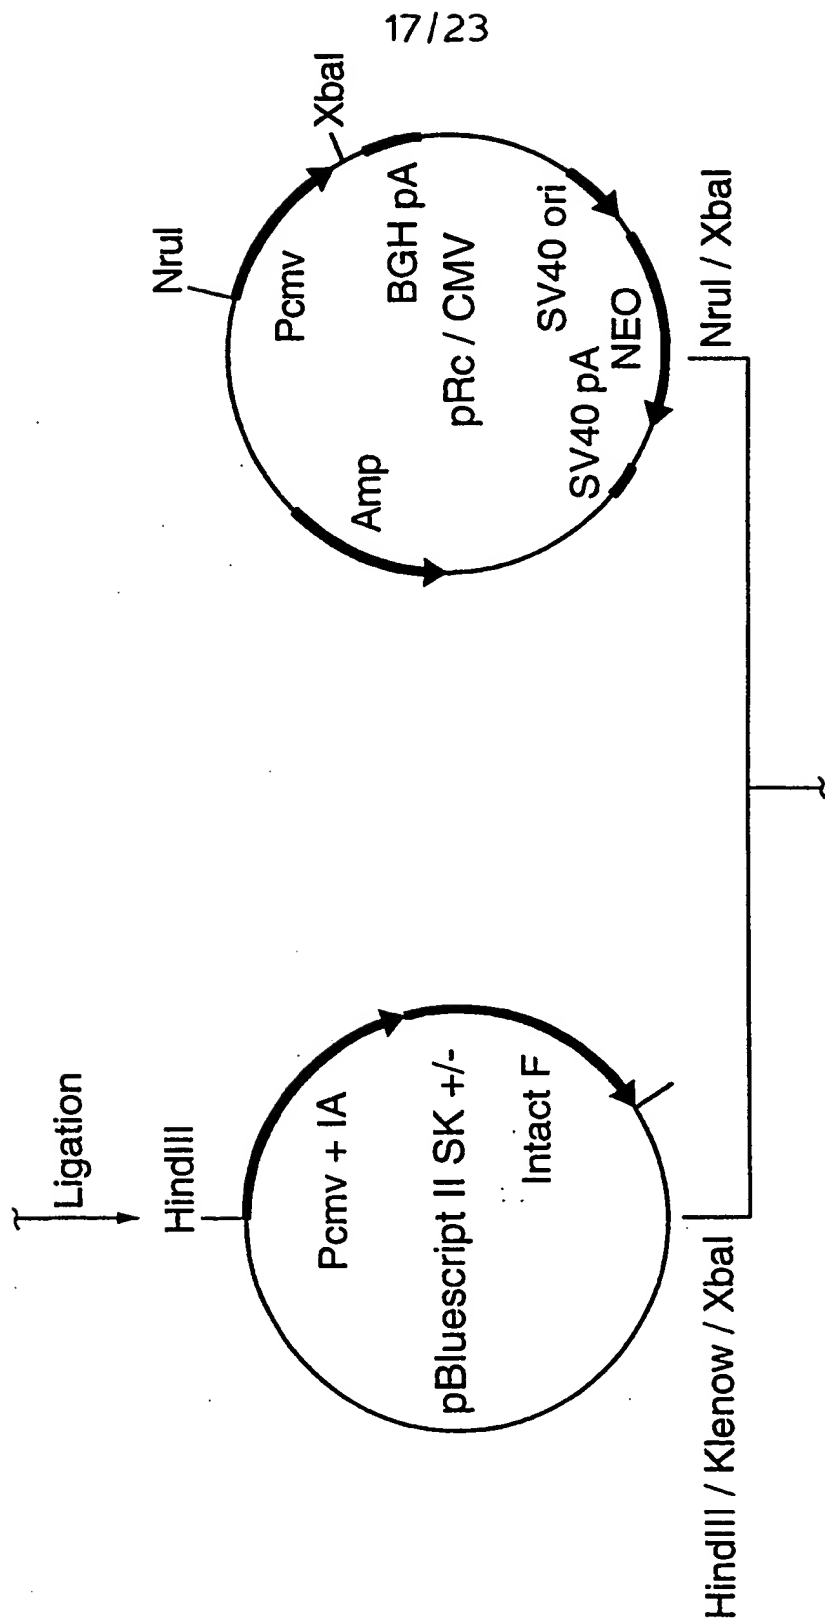 17/23
Ligation
HindIII
Pcmv + IA
pBluescript II SK +/-
Intact F
HindIII / Klenow / XbaI
NruI
XbaI
Pcmv
BGH pA
Amp
pRc / CMV
SV40 ori
SV40 pA
NEO
NruI / XbaI